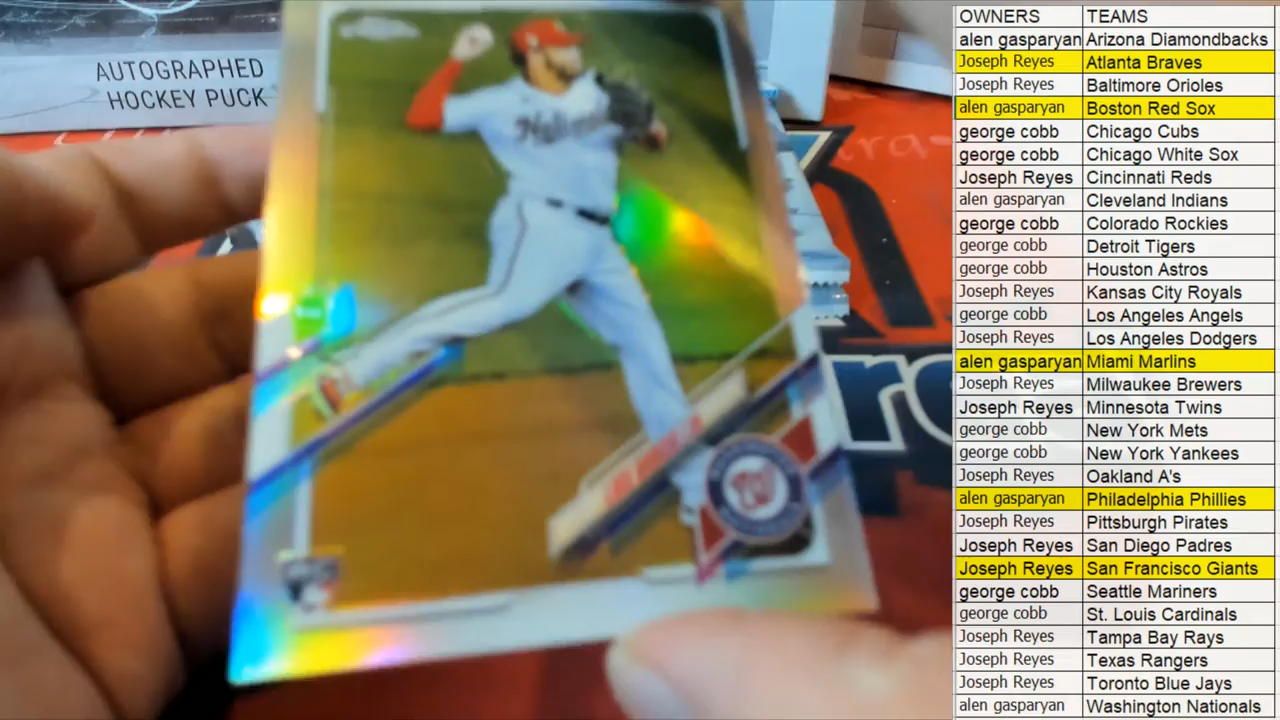 AUTOGRAPHED
HOCKEY PUCK
OWNERS TEAMS
alen gasparyan Arizona Diamondbacks
Joseph Reyes Atlanta Braves
Joseph Reyes Baltimore Orioles
alen gasparyan Boston Red Sox
george cobb Chicago Cubs
george cobb Chicago White Sox
Joseph Reyes Cincinnati Reds
alen gasparyan Cleveland Indians
george cobb Colorado Rockies
george cobb Detroit Tigers
george cobb Houston Astros
Joseph Reyes Kansas City Royals
george cobb Los Angeles Angels
Joseph Reyes Los Angeles Dodgers
alen gasparyan Miami Marlins
Joseph Reyes Milwaukee Brewers
Joseph Reyes Minnesota Twins
george cobb New York Mets
george cobb New York Yankees
Joseph Reyes Oakland A's
alen gasparyan Philadelphia Phillies
Joseph Reyes Pittsburgh Pirates
Joseph Reyes San Diego Padres
Joseph Reyes San Francisco Giants
george cobb Seattle Mariners
george cobb St. Louis Cardinals
Joseph Reyes Tampa Bay Rays
Joseph Reyes Texas Rangers
Joseph Reyes Toronto Blue Jays
alen gasparyan Washington Nationals